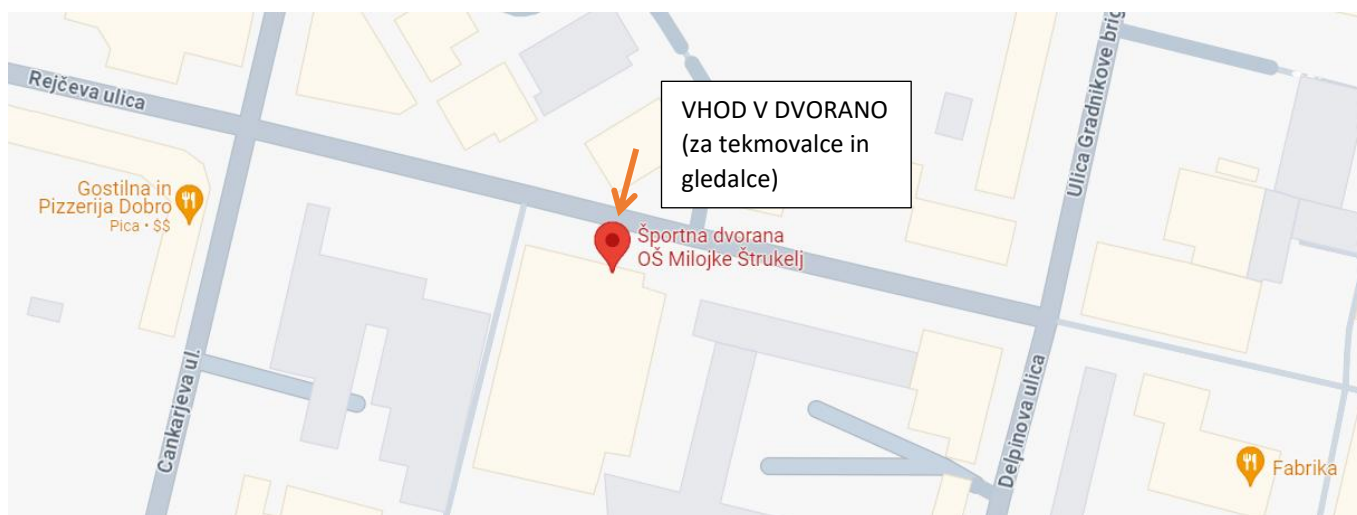 Rejčeva ulica
VHOD V DVORANO
(za tekmovalce in
gledalce)
Ulica Gradnikove brig
Gostilna in
Pizzerija Dobro
Pica • $$
Športna dvorana
OŠ Milojke Štrukelj
Cankarjeva ul.
Delpinova ulica
Fabrika